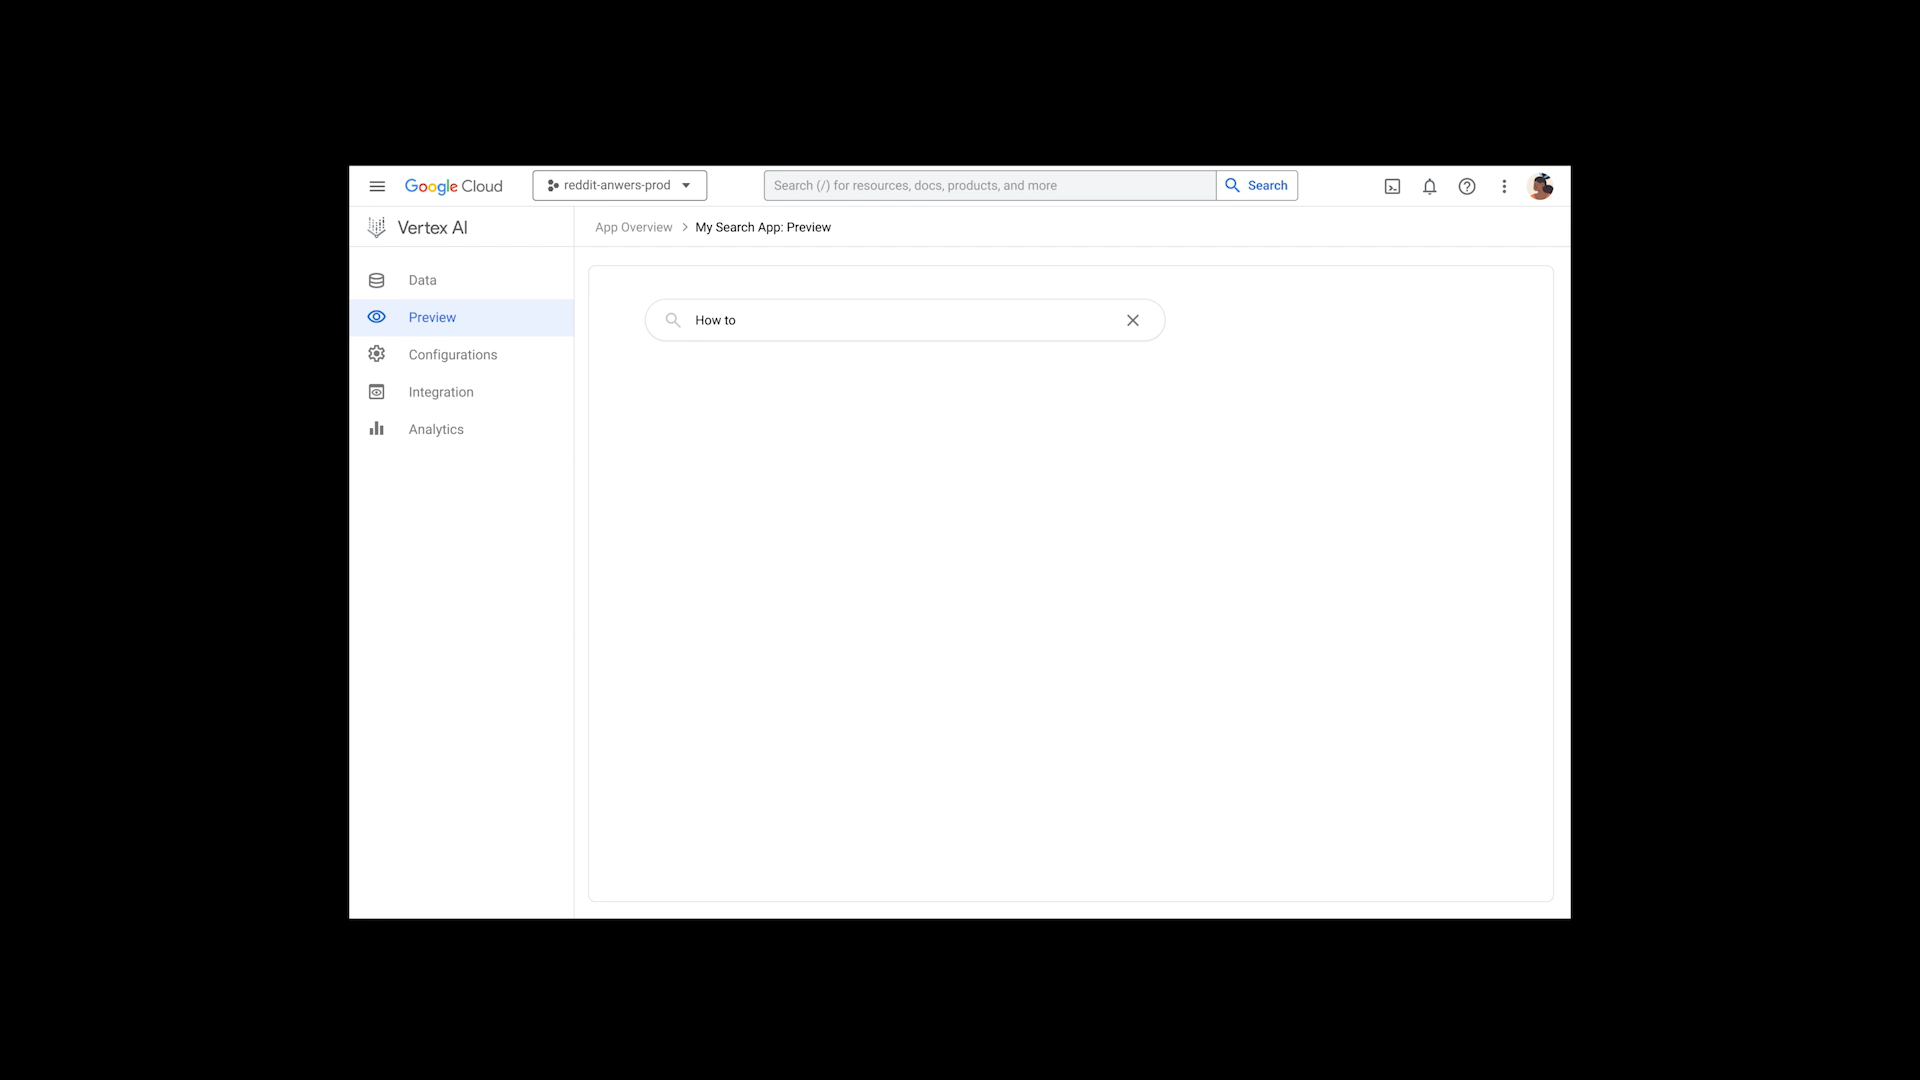 Google Cloud
reddit-anwers-prod
Search (/) for resources, docs, products, and more
Search
Vertex AI
App Overview > My Search App: Preview
Data
Preview
Configurations
Integration
Analytics
How to